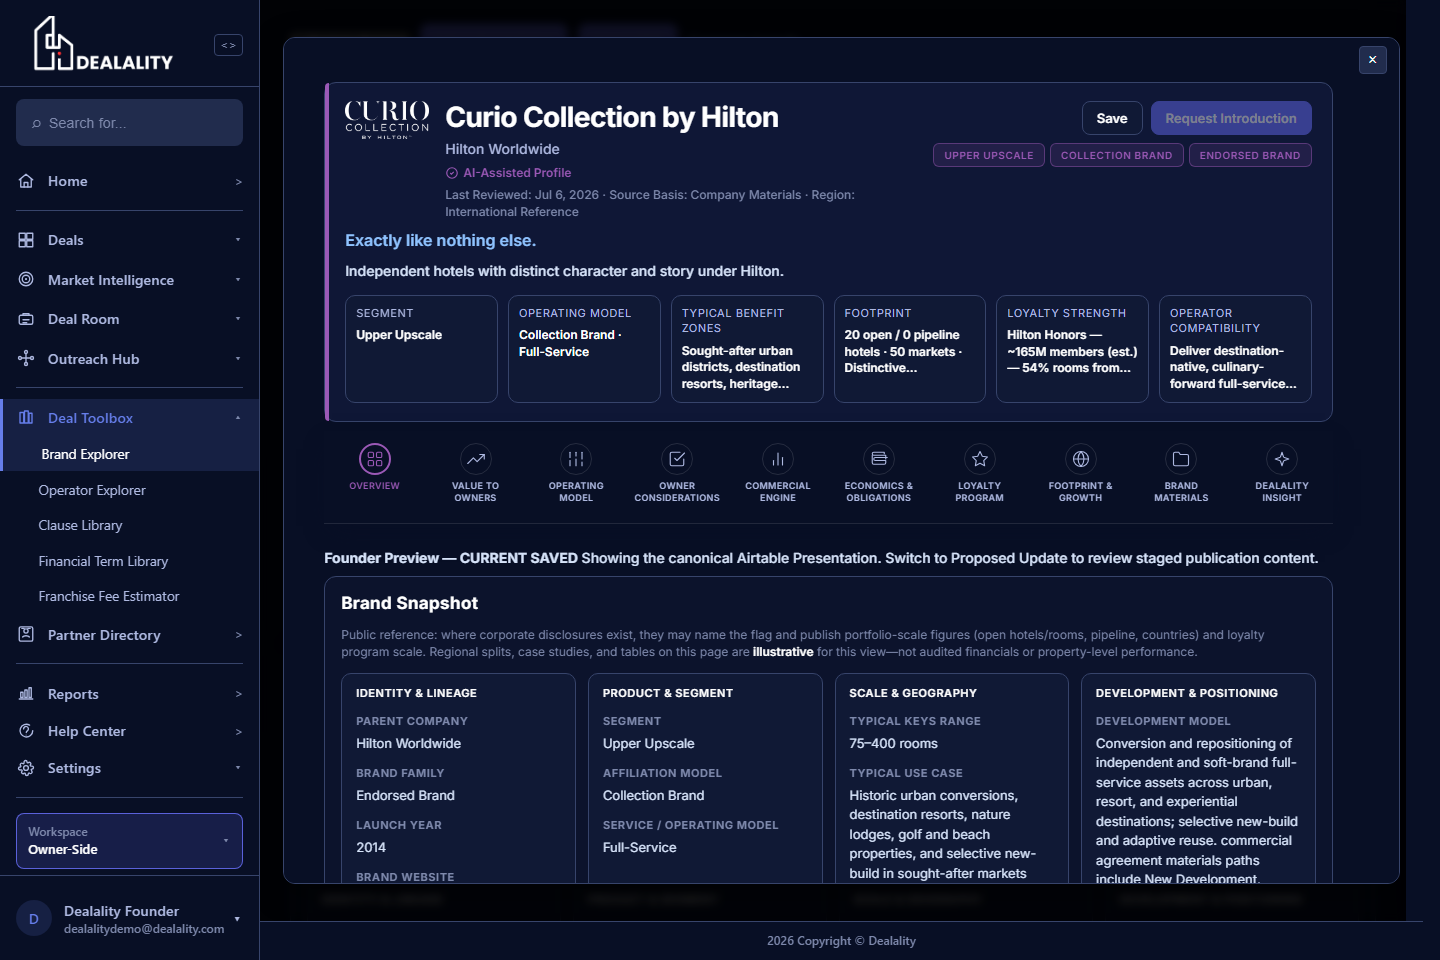 DEALALITY
< >
Search for...
Home
>
Deals
Market Intelligence
Deal Room
Outreach Hub
Deal Toolbox
Brand Explorer
Operator Explorer
Clause Library
Financial Term Library
Franchise Fee Estimator
Partner Directory
>
Reports
>
Help Center
>
Settings
Workspace
Owner-Side
D
Dealality Founder
dealalitydemo@dealality.com
×
CURIO
COLLECTION
BY HILTON™
Curio Collection by Hilton
Hilton Worldwide
AI-Assisted Profile
Last Reviewed: Jul 6, 2026 · Source Basis: Company Materials · Region:
International Reference
Save
Request Introduction
UPPER UPSCALE
COLLECTION BRAND
ENDORSED BRAND
Exactly like nothing else.
Independent hotels with distinct character and story under Hilton.
SEGMENT
Upper Upscale
OPERATING MODEL
Collection Brand ·
Full-Service
TYPICAL BENEFIT
ZONES
Sought-after urban
districts, destination
resorts, heritage...
FOOTPRINT
20 open / 0 pipeline
hotels · 50 markets ·
Distinctive...
LOYALTY STRENGTH
Hilton Honors —
~165M members (est.)
— 54% rooms from...
OPERATOR
COMPATIBILITY
Deliver destination-
native, culinary-
forward full-service...
OVERVIEW
VALUE TO
OWNERS
OPERATING
MODEL
OWNER
CONSIDERATIONS
COMMERCIAL
ENGINE
ECONOMICS &
OBLIGATIONS
LOYALTY
PROGRAM
FOOTPRINT &
GROWTH
BRAND
MATERIALS
DEALALITY
INSIGHT
Founder Preview — CURRENT SAVED Showing the canonical Airtable Presentation. Switch to Proposed Update to review staged publication content.
Brand Snapshot
Public reference: where corporate disclosures exist, they may name the flag and publish portfolio-scale figures (open hotels/rooms, pipeline, countries) and loyalty
program scale. Regional splits, case studies, and tables on this page are illustrative for this view—not audited financials or property-level performance.
IDENTITY & LINEAGE
PARENT COMPANY
Hilton Worldwide
BRAND FAMILY
Endorsed Brand
LAUNCH YEAR
2014
BRAND WEBSITE
PRODUCT & SEGMENT
SEGMENT
Upper Upscale
AFFILIATION MODEL
Collection Brand
SERVICE / OPERATING MODEL
Full-Service
SCALE & GEOGRAPHY
TYPICAL KEYS RANGE
75–400 rooms
TYPICAL USE CASE
Historic urban conversions,
destination resorts, nature
lodges, golf and beach
properties, and selective new-
build in sought-after markets
DEVELOPMENT & POSITIONING
DEVELOPMENT MODEL
Conversion and repositioning of
independent and soft-brand full-
service assets across urban,
resort, and experiential
destinations; selective new-build
and adaptive reuse. commercial
agreement materials paths
include New Development,
2026 Copyright © Dealality